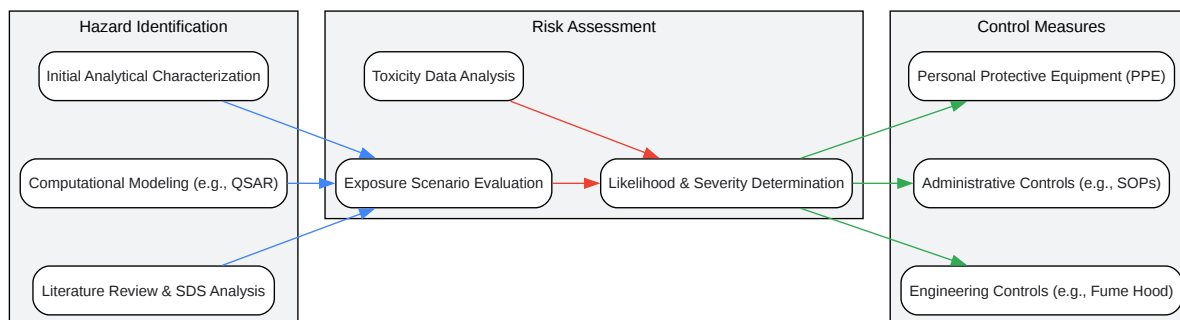 Hazard Identification
Initial Analytical Characterization
Computational Modeling (e.g., QSAR)
Literature Review & SDS Analysis
Risk Assessment
Toxicity Data Analysis
Exposure Scenario Evaluation
Likelihood & Severity Determination
Control Measures
Personal Protective Equipment (PPE)
Administrative Controls (e.g., SOPs)
Engineering Controls (e.g., Fume Hood)